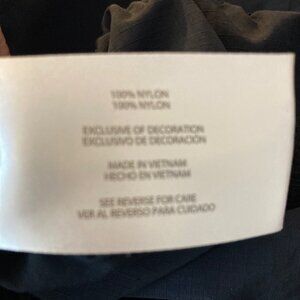 100% NYLON
100% NYLON
EXCLUSIVE OF DECORATION
EXCLUSIVO DE DECORACIÓN
MADE IN VIETNAM
HECHO EN VIETNAM
SEE REVERSE FOR CARE
VER AL REVERSO PARA CUIDADO